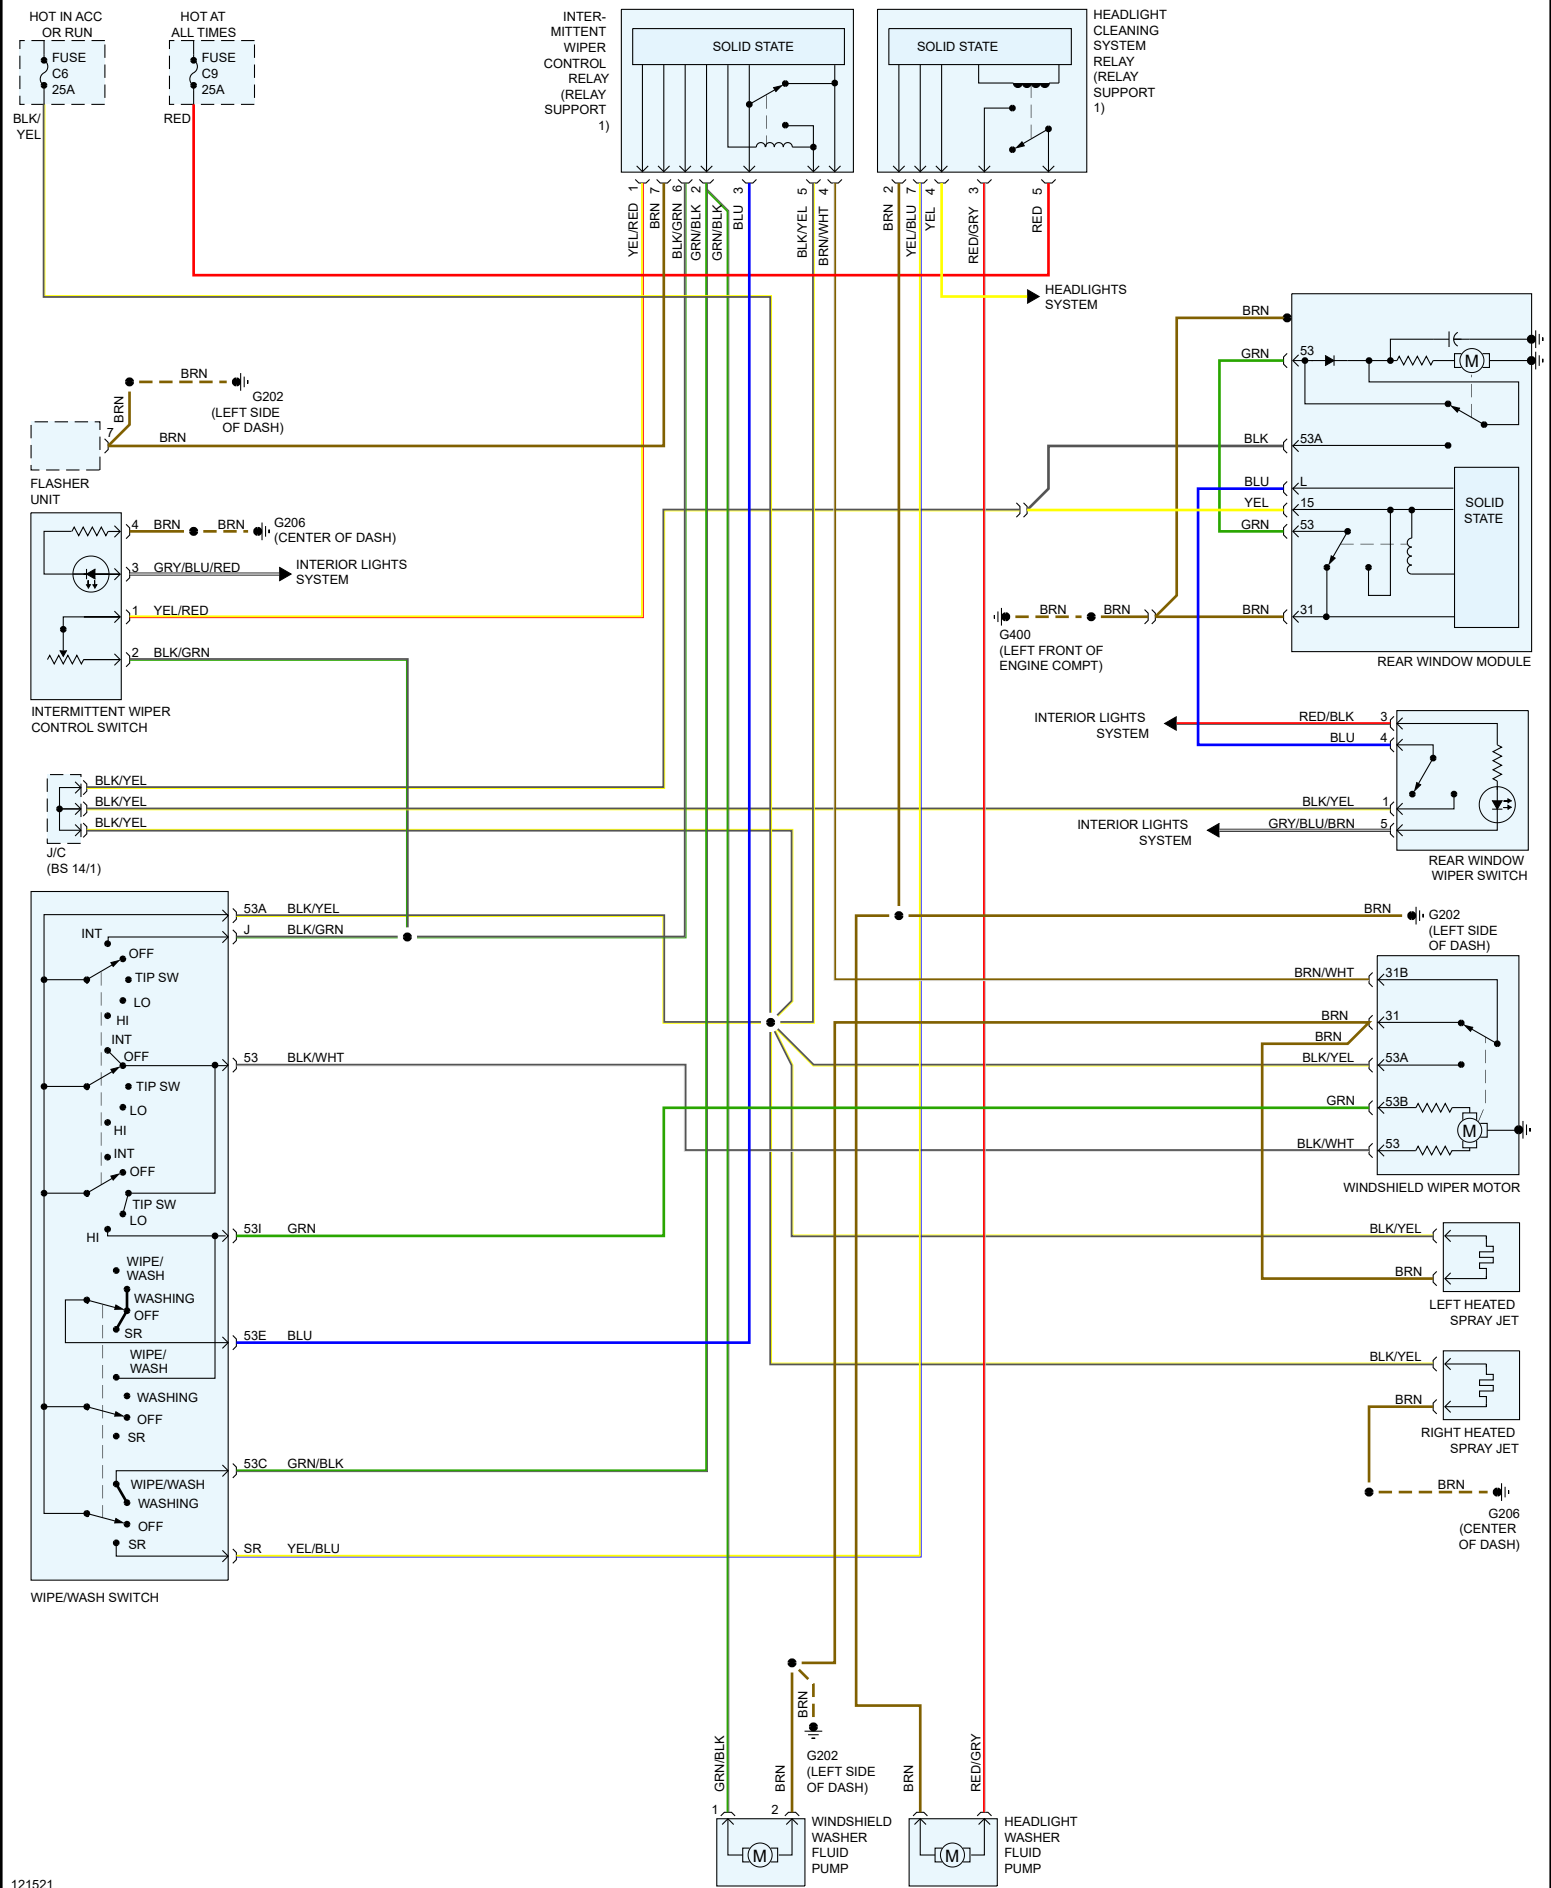 HOT IN ACC
OR RUN
FUSE
C6
25A
BLK/
YEL
HOT AT
ALL TIMES
FUSE
C9
25A
RED
INTER-
MITTENT
WIPER
CONTROL
RELAY
(RELAY
SUPPORT
1)
SOLID STATE
SOLID STATE
HEADLIGHT
CLEANING
SYSTEM
RELAY
(RELAY
SUPPORT
1)
1
7
6
2
3
5
4
2
7
4
3
5
YEL/RED
BRN
BLK/GRN
GRN/BLK
GRN/BLK
BLU
BLK/YEL
BRN/WHT
BRN
YEL/BLU
YEL
RED/GRY
RED
HEADLIGHTS
SYSTEM
BRN
G202
(LEFT SIDE
OF DASH)
BRN
7
BRN
FLASHER
UNIT
4 BRN BRN G206
(CENTER OF DASH)
3 GRY/BLU/RED INTERIOR LIGHTS
SYSTEM
1 YEL/RED
2 BLK/GRN
INTERMITTENT WIPER
CONTROL SWITCH
BRN
GRN 53
M
BLK 53A
BLU L
YEL 15
GRN 53
SOLID
STATE
BRN BRN BRN 31
G400
(LEFT FRONT OF
ENGINE COMPT)
REAR WINDOW MODULE
INTERIOR LIGHTS
SYSTEM
RED/BLK 3
BLU 4
BLK/YEL 1
INTERIOR LIGHTS
SYSTEM
GRY/BLU/BRN 5
REAR WINDOW
WIPER SWITCH
BLK/YEL
BLK/YEL
BLK/YEL
J/C
(BS 14/1)
53A BLK/YEL
J BLK/GRN
INT
OFF
TIP SW
LO
HI
INT
OFF
53 BLK/WHT
TIP SW
LO
HI
INT
OFF
TIP SW
LO
HI
53I GRN
WIPE/
WASH
WASHING
OFF
SR
53E BLU
WIPE/
WASH
WASHING
OFF
SR
53C GRN/BLK
WIPE/WASH
WASHING
OFF
SR
SR YEL/BLU
WIPE/WASH SWITCH
BRN G202
(LEFT SIDE
OF DASH)
BRN/WHT 31B
BRN 31
BRN
BLK/YEL 53A
GRN 53B
M
BLK/WHT 53
WINDSHIELD WIPER MOTOR
BLK/YEL
BRN
LEFT HEATED
SPRAY JET
BLK/YEL
BRN
RIGHT HEATED
SPRAY JET
BRN
G206
(CENTER
OF DASH)
BRN
G202
(LEFT SIDE
OF DASH)
GRN/BLK
BRN
BRN
RED/GRY
1
2
M
WINDSHIELD
WASHER
FLUID
PUMP
M
HEADLIGHT
WASHER
FLUID
PUMP
121521